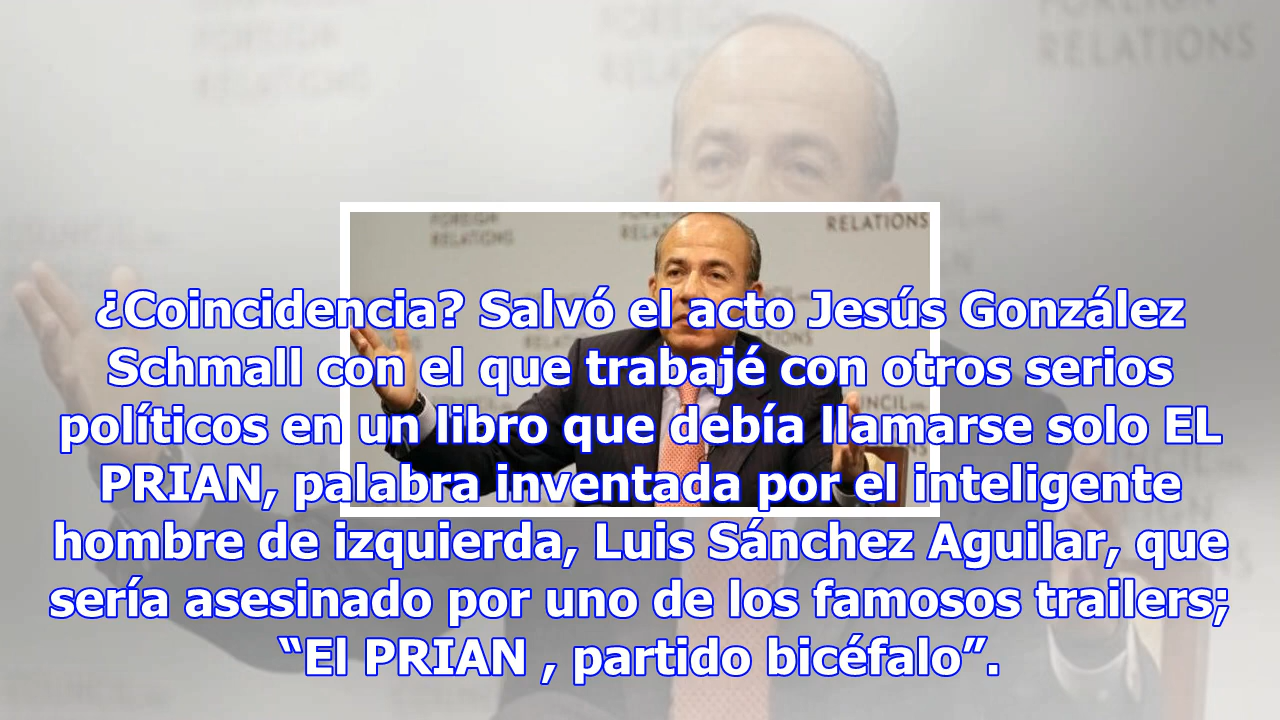 FOREIGN
RELATIONS
¿Coincidencia? Salvó el acto Jesús González
Schmall con el que trabajé con otros serios
políticos en un libro que debía llamarse solo EL
PRIAN, palabra inventada por el inteligente
hombre de izquierda, Luis Sánchez Aguilar, que
sería asesinado por uno de los famosos trailers;
“El PRIAN , partido bicéfalo”.